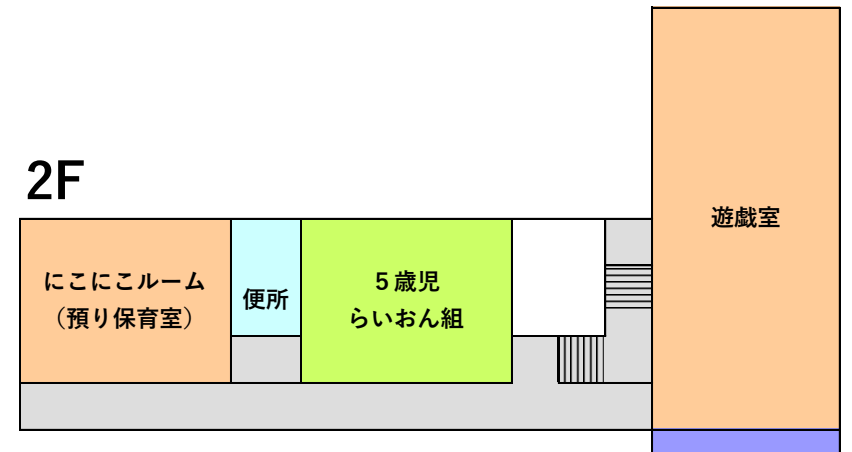 2F
遊戯室
にこにこルーム
（預り保育室）
便所
５歳児
らいおん組